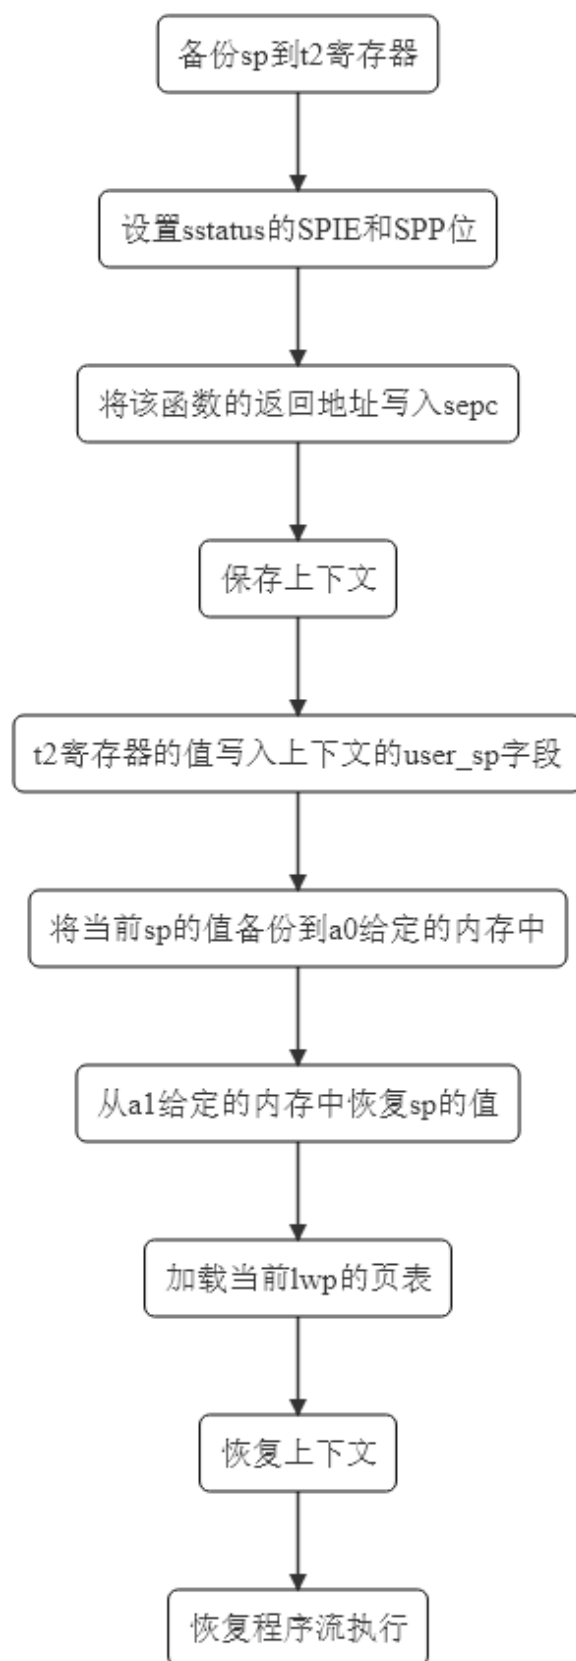 备份sp到t2寄存器
设置sstatus的SPIE和SPP位
将该函数的返回地址写入sepc
保存上下文
t2寄存器的值写入上下文的user_sp字段
将当前sp的值备份到a0给定的内存中
从a1给定的内存中恢复sp的值
加载当前lwp的页表
恢复上下文
恢复程序流执行